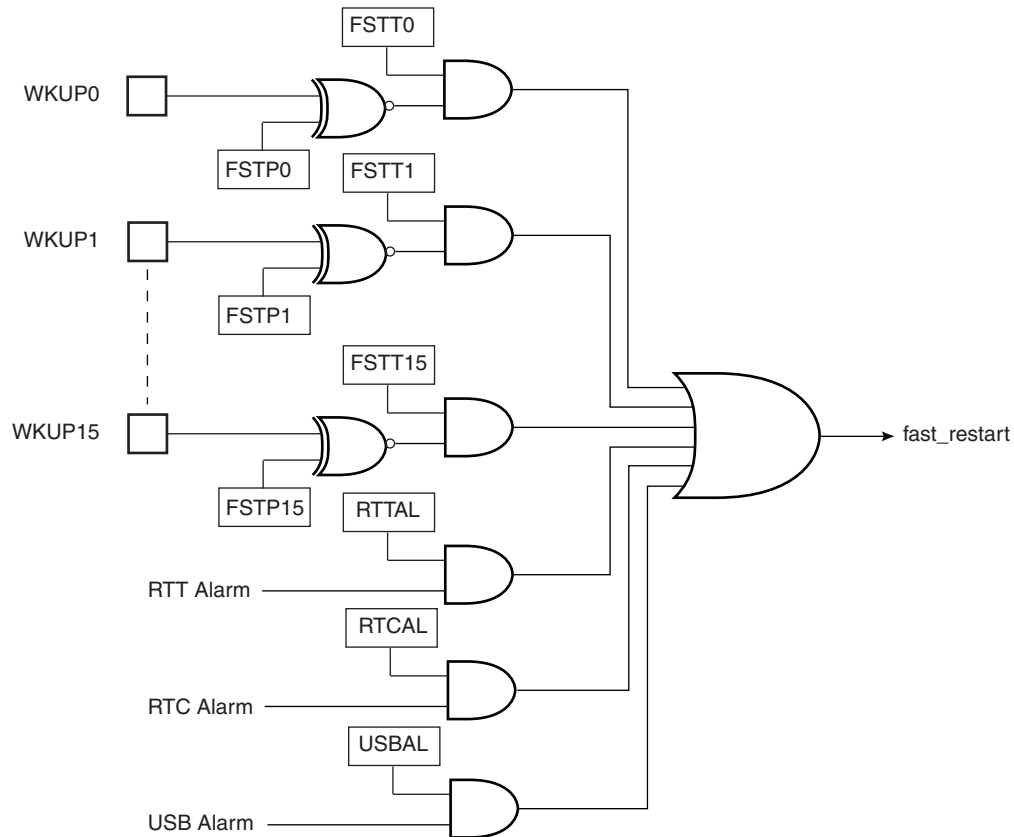 FSTT0
WKUP0
FSTP0
FSTT1
WKUP1
FSTP1
FSTT15
WKUP15
fast_restart
FSTP15
RTTAL
RTT Alarm
RTCAL
RTC Alarm
USBAL
USB Alarm